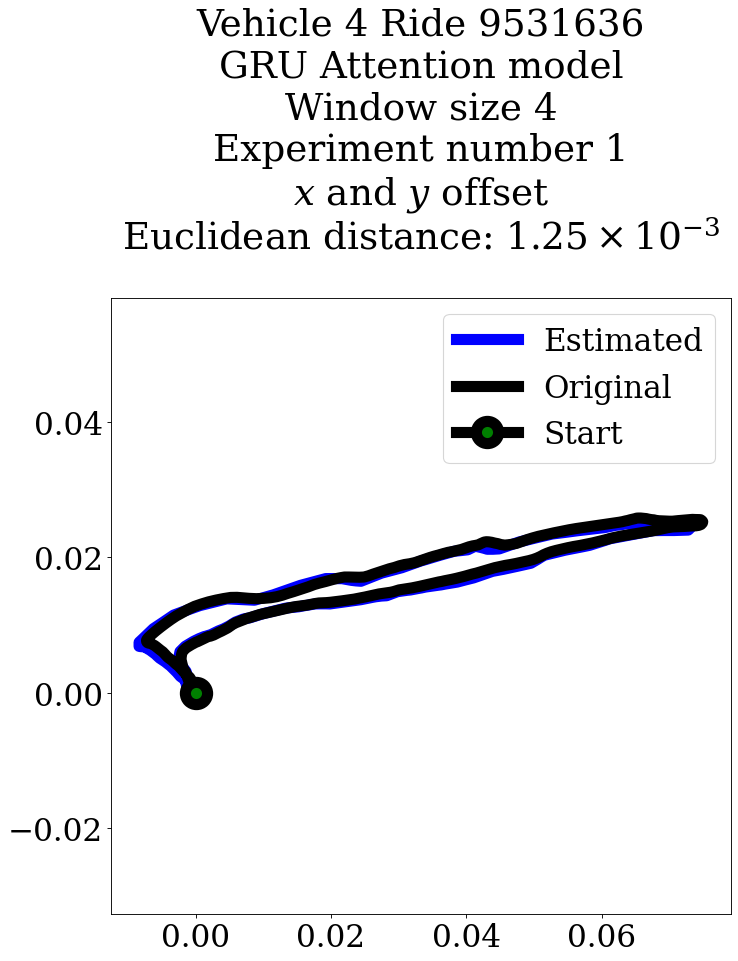 Vehicle 4 Ride 9531636
GRU Attention model
Window size 4
Experiment number 1
x and y offset
Euclidean distance: 1.25 × 10⁻³
Estimated
Original
Start
0.04
0.02
0.00
−0.02
0.00 0.02 0.04 0.06